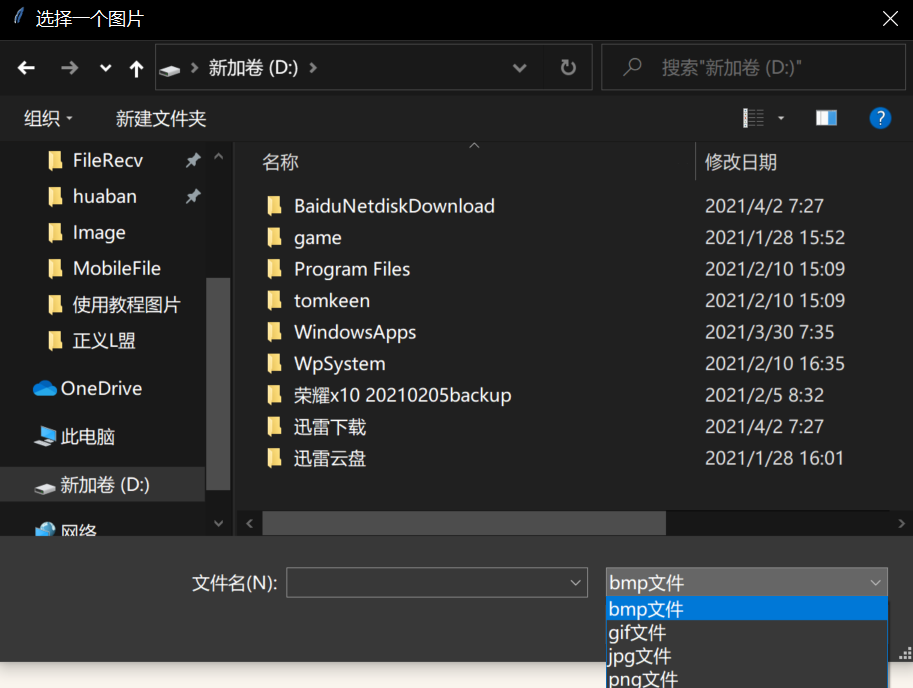 选择一个图片
新加卷 (D:)
搜索"新加卷 (D:)"
组织
新建文件夹
?
FileRecv
huaban
Image
MobileFile
使用教程图片
正义L盟
OneDrive
此电脑
新加卷 (D:)
网络
名称 修改日期
BaiduNetdiskDownload 2021/4/2 7:27
game 2021/1/28 15:52
Program Files 2021/2/10 15:09
tomkeen 2021/2/10 15:09
WindowsApps 2021/3/30 7:35
WpSystem 2021/2/10 16:35
荣耀x10 20210205backup 2021/2/5 8:32
迅雷下载 2021/4/2 7:27
迅雷云盘 2021/1/28 16:01
文件名(N):
bmp文件
bmp文件
gif文件
jpg文件
png文件